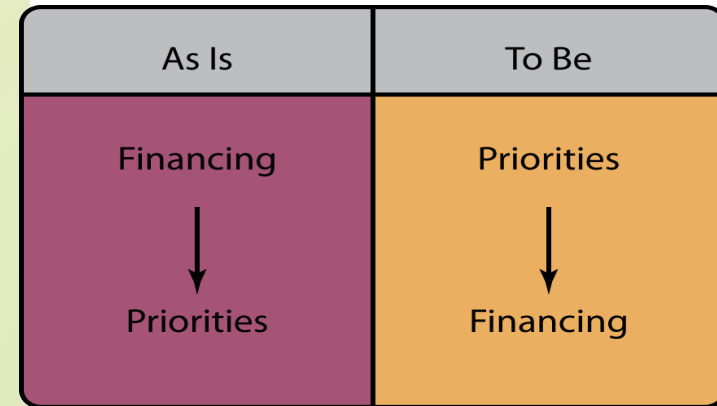 As Is
To Be
Financing
Priorities
Priorities
Financing